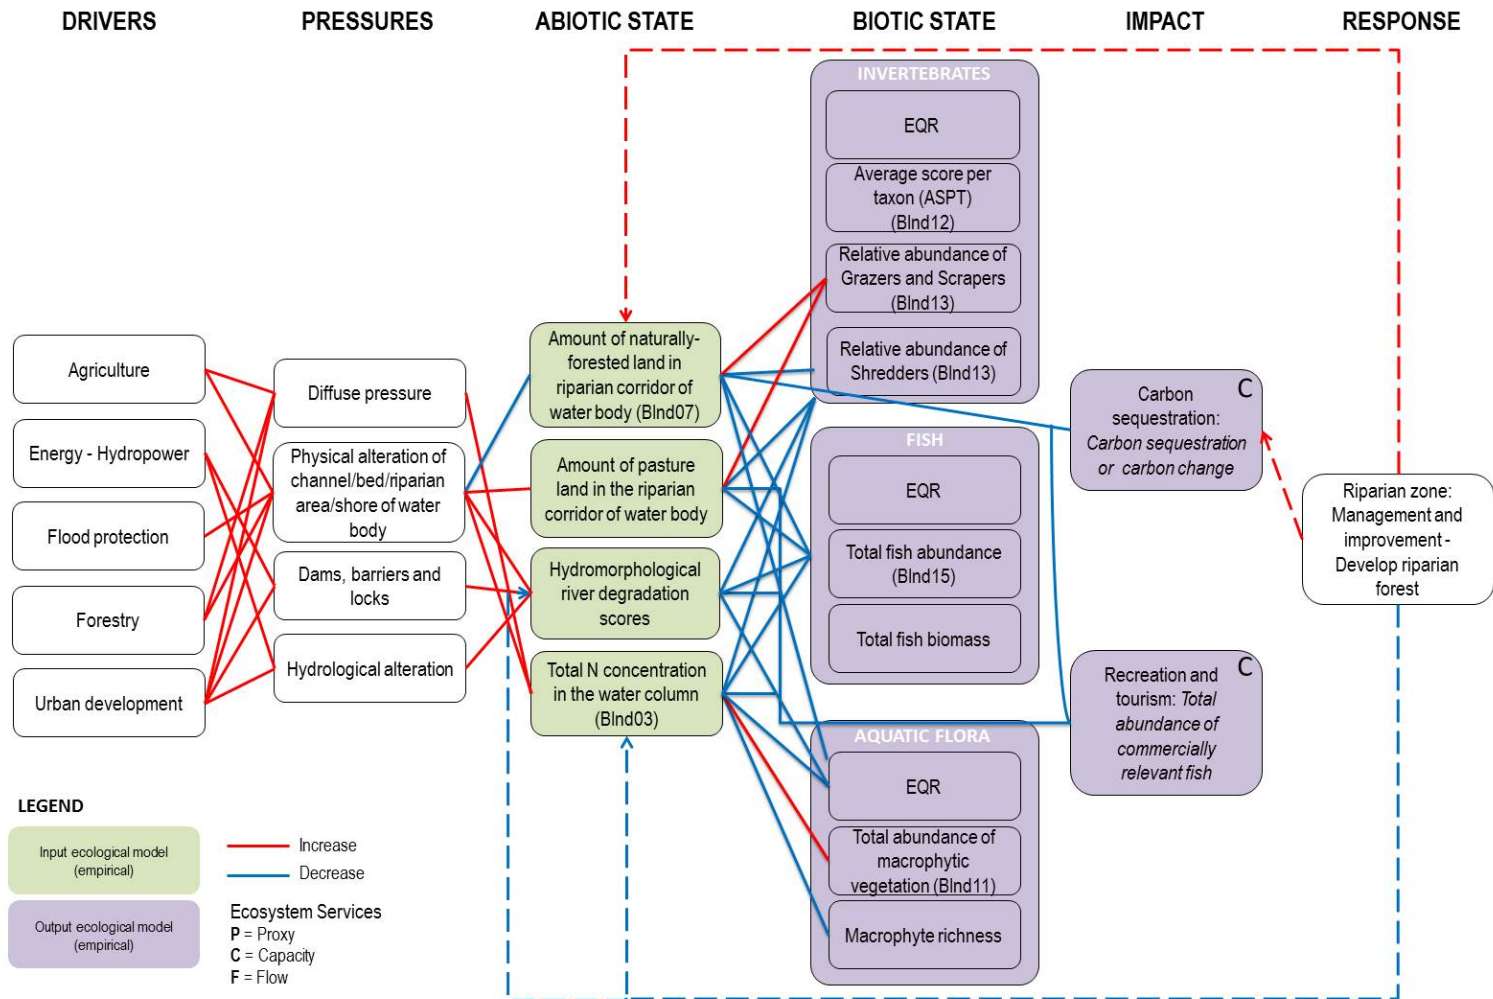 DRIVERS
PRESSURES
ABIOTIC STATE
BIOTIC STATE
IMPACT
RESPONSE
Agriculture
Energy - Hydropower
Flood protection
Forestry
Urban development
Diffuse pressure
Physical alteration of
channel/bed/riparian
area/shore of water
body
Dams, barriers and
locks
Hydrological alteration
Amount of naturally-
forested land in
riparian corridor of
water body (BInd07)
Amount of pasture
land in the riparian
corridor of water body
Hydromorphological
river degradation
scores
Total N concentration
in the water column
(BInd03)
INVERTEBRATES
EQR
Average score per
taxon (ASPT)
(BInd12)
Relative abundance of
Grazers and Scrapers
(BInd13)
Relative abundance of
Shredders (BInd13)
FISH
EQR
Total fish abundance
(BInd15)
Total fish biomass
AQUATIC FLORA
EQR
Total abundance of
macrophytic
vegetation (BInd11)
Macrophyte richness
C
Carbon
sequestration:
Carbon sequestration
or carbon change
C
Recreation and
tourism: Total
abundance of
commercially
relevant fish
Riparian zone:
Management and
improvement -
Develop riparian
forest
LEGEND
Input ecological model
(empirical)
Output ecological model
(empirical)
Increase
Decrease
Ecosystem Services
P = Proxy
C = Capacity
F = Flow